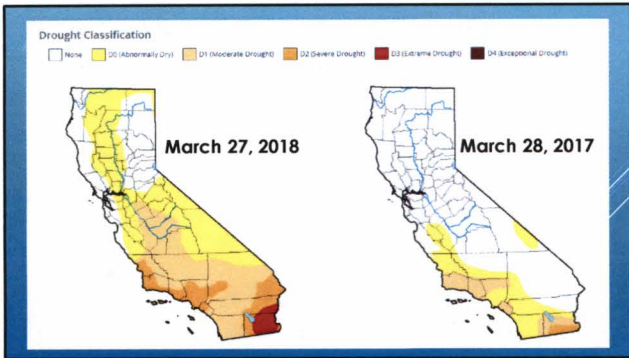 Drought Classification
None D0 (Abnormally Dry) D1 (Moderate Drought) D2 (Severe Drought) D3 (Extreme Drought) D4 (Exceptional Drought)
March 27, 2018
March 28, 2017